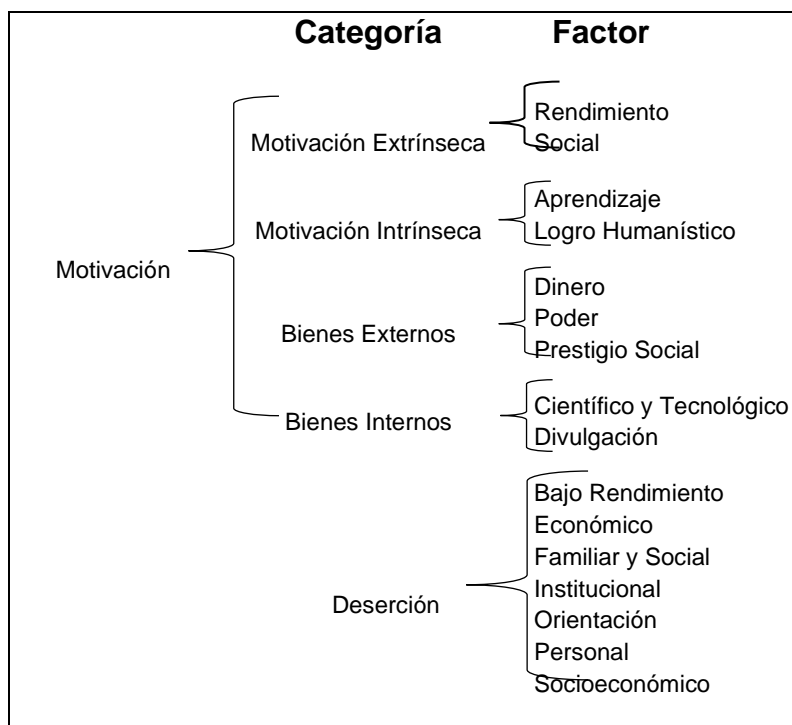 Categoría Factor
Rendimiento
Motivación Extrínseca
Social
Aprendizaje
Motivación Intrínseca
Logro Humanístico
Motivación
Dinero
Bienes Externos
Poder
Prestigio Social
Científico y Tecnológico
Bienes Internos
Divulgación
Bajo Rendimiento
Económico
Familiar y Social
Institucional
Deserción
Orientación
Personal
Socioeconómico